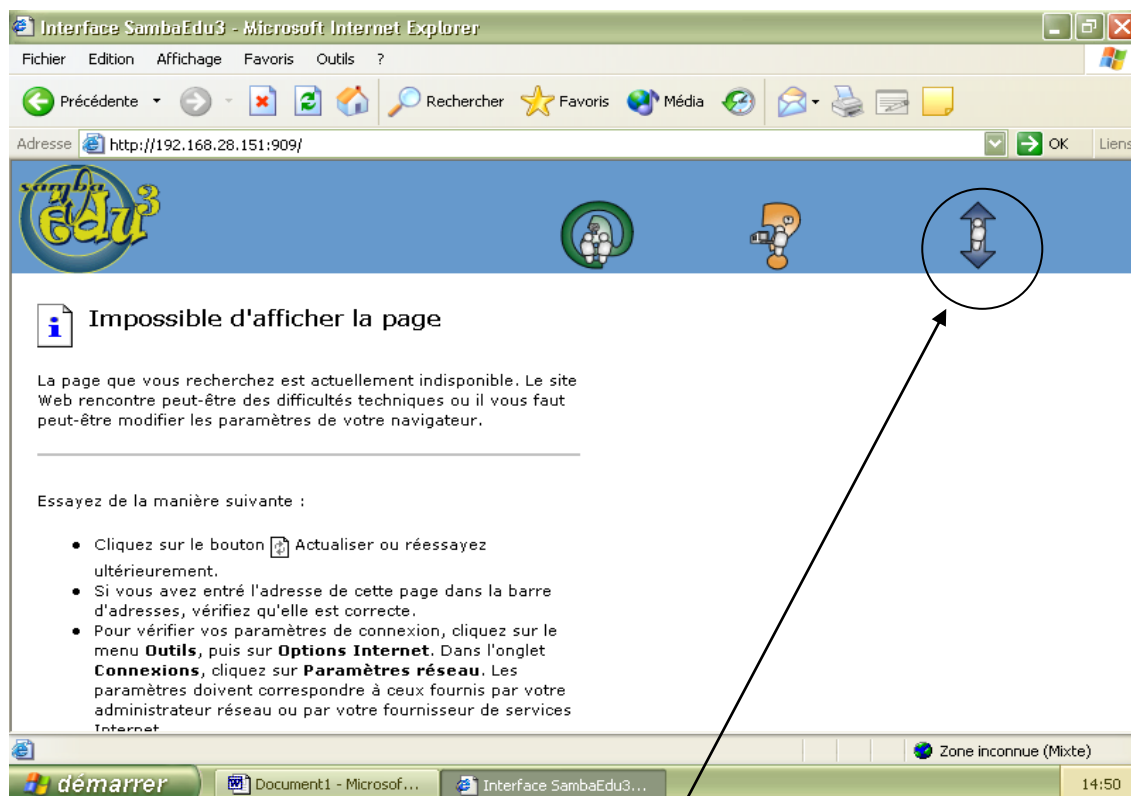 Interface SambaEdu3 - Microsoft Internet Explorer
Fichier Edition Affichage Favoris Outils ?
Précédente Rechercher Favoris Média
Adresse http://192.168.28.151:909/ OK Liens
samba
édu3
Impossible d'afficher la page
La page que vous recherchez est actuellement indisponible. Le site
Web rencontre peut-être des difficultés techniques ou il vous faut
peut-être modifier les paramètres de votre navigateur.
Essayez de la manière suivante :
Cliquez sur le bouton Actualiser ou réessayez
ultérieurement.
Si vous avez entré l'adresse de cette page dans la barre
d'adresses, vérifiez qu'elle est correcte.
Pour vérifier vos paramètres de connexion, cliquez sur le
menu Outils, puis sur Options Internet. Dans l'onglet
Connexions, cliquez sur Paramètres réseau. Les
paramètres doivent correspondre à ceux fournis par votre
administrateur réseau ou par votre fournisseur de services
Internet
Zone inconnue (Mixte)
démarrer Document1 - Microsof... Interface SambaEdu3... 14:50